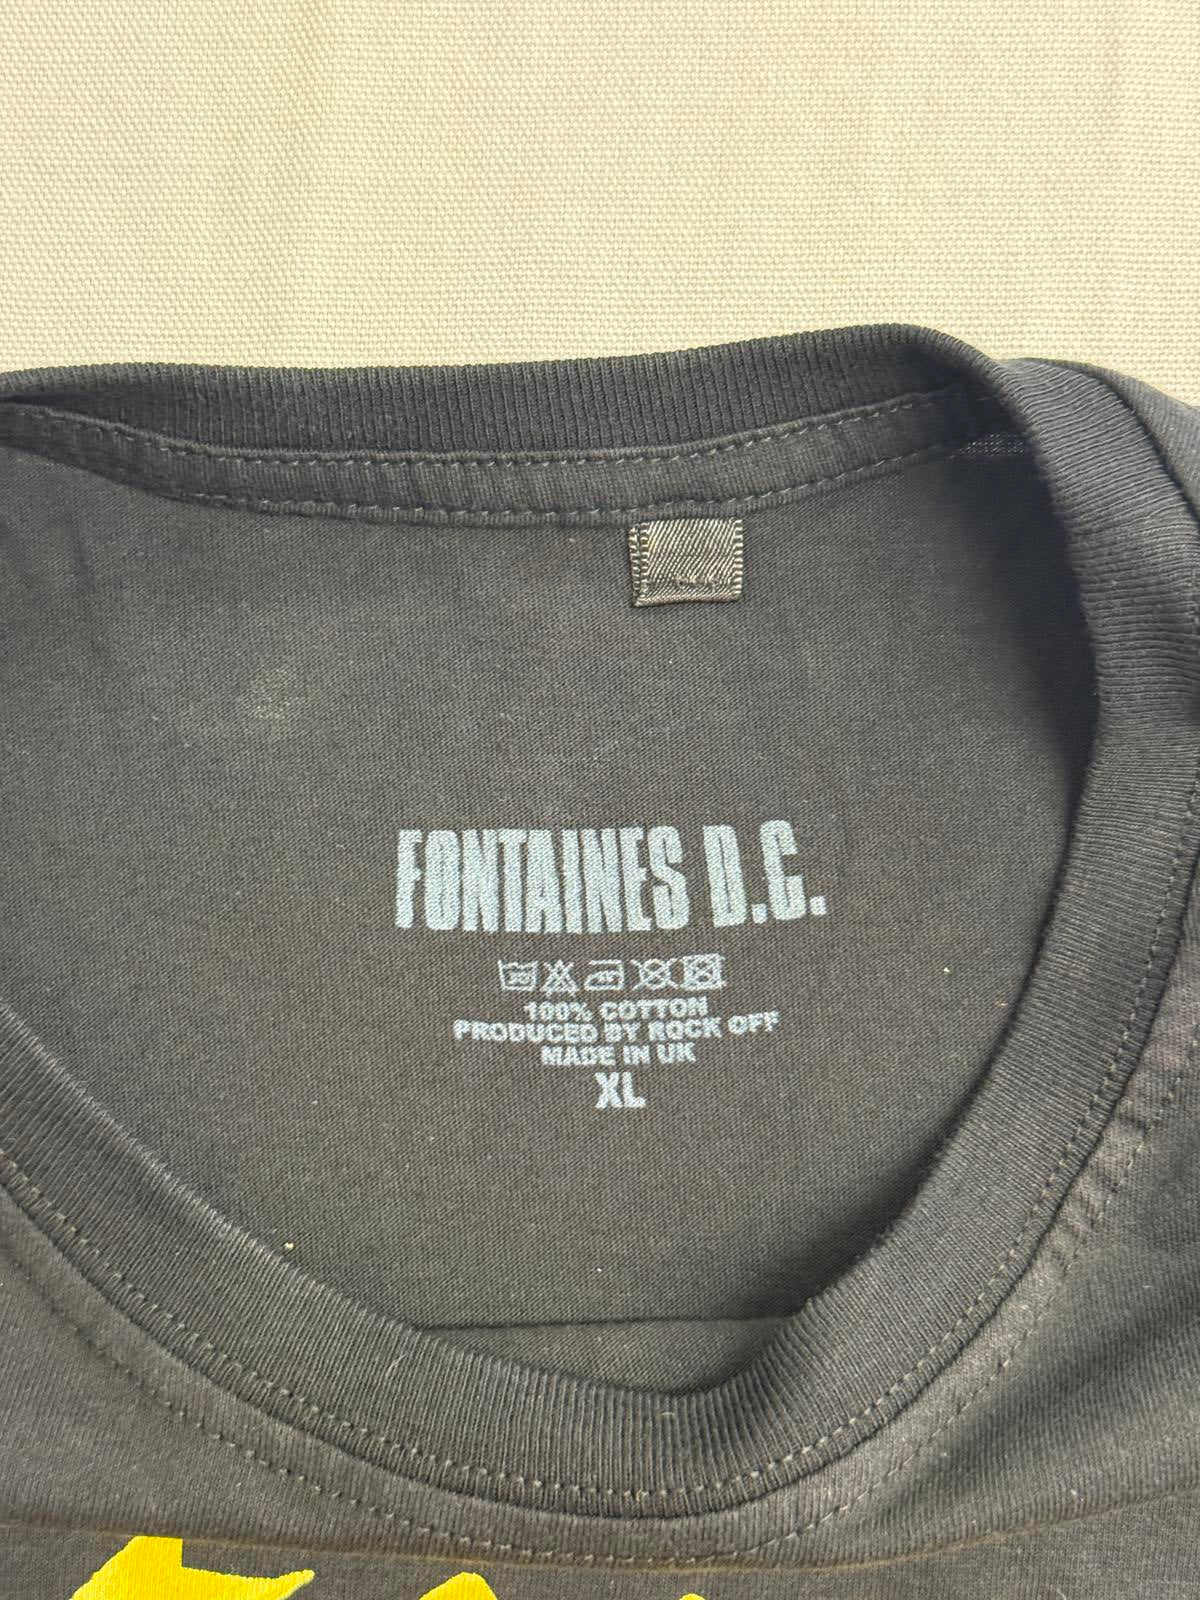 FONTAINES D.C.
100% COTTON
PRODUCED BY ROCK OFF
MADE IN UK
XL